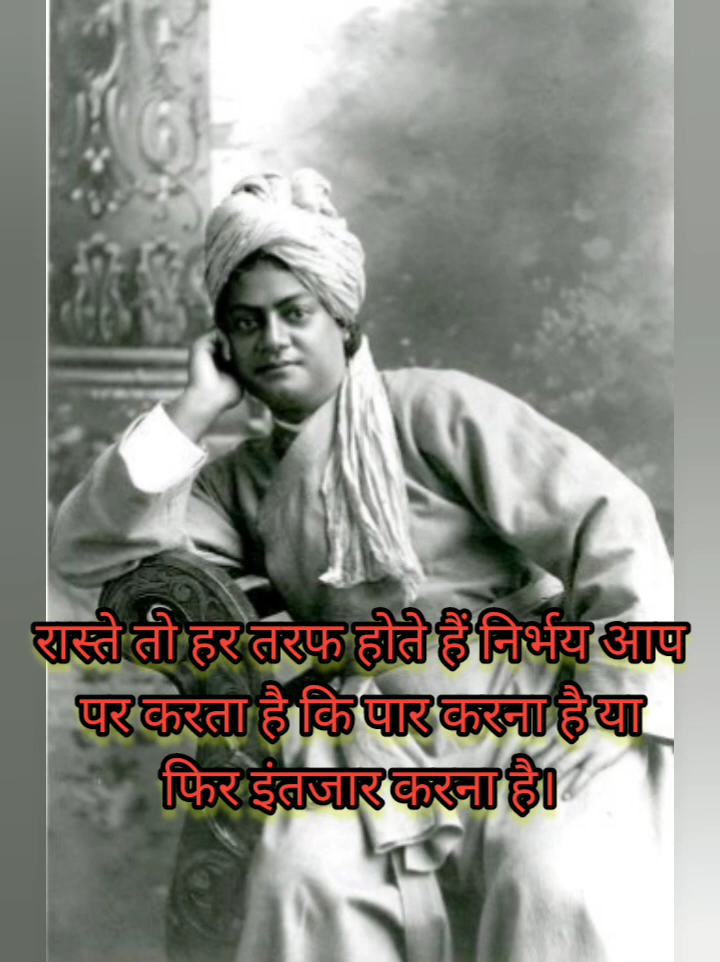 रास्ते तो हर तरफ होते हैं निर्भय आप
पर करता है कि पार करना है या
फिर इंतजार करना है।